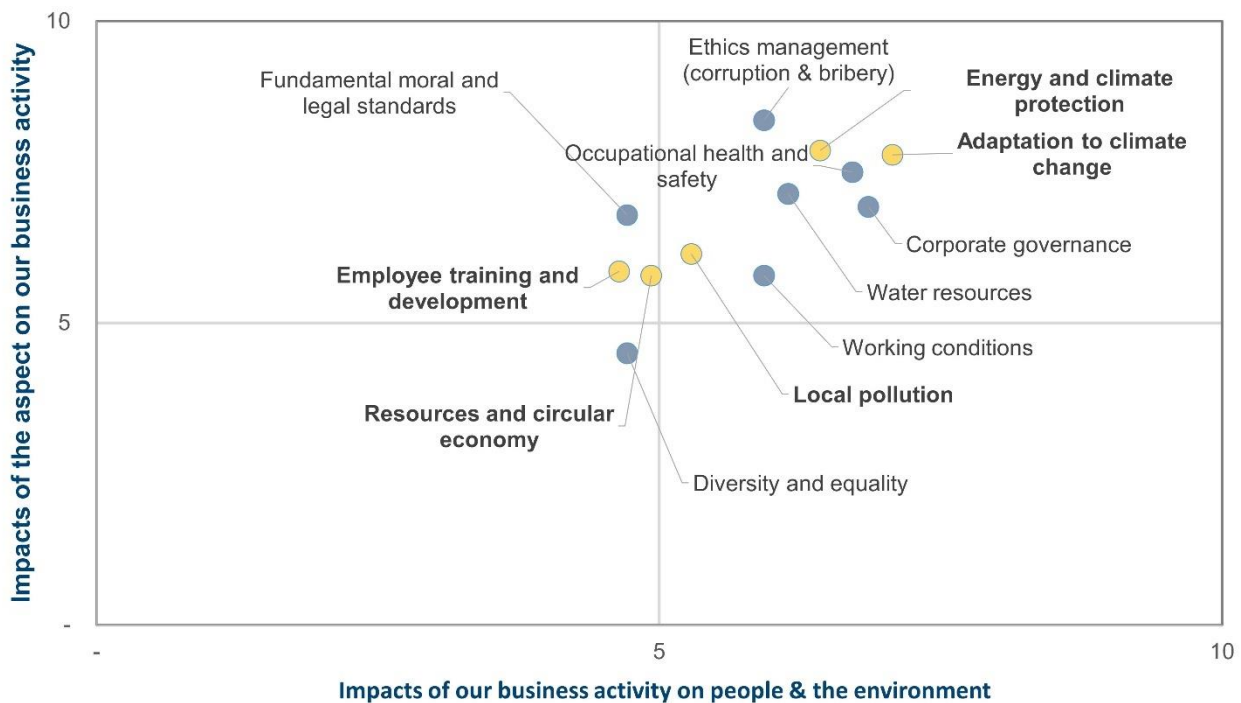 10
Ethics management
(corruption & bribery)
Fundamental moral and
legal standards
Energy and climate
protection
Adaptation to climate
change
Occupational health and
safety
Corporate governance
Employee training and
development
Water resources
5
Working conditions
Local pollution
Resources and circular
economy
Diversity and equality
-
-
5
10
Impacts of the aspect on our business activity
Impacts of our business activity on people & the environment